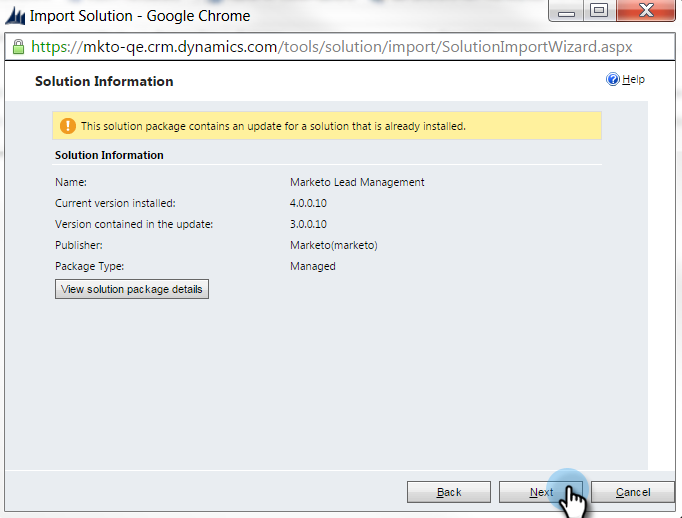 Import Solution - Google Chrome
https://mkto-qe.crm.dynamics.com/tools/solution/import/SolutionImportWizard.aspx
Solution Information
Help
This solution package contains an update for a solution that is already installed.
Solution Information
Name: Marketo Lead Management
Current version installed: 4.0.0.10
Version contained in the update: 3.0.0.10
Publisher: Marketo(marketo)
Package Type: Managed
View solution package details
Back Next Cancel